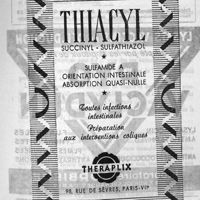 THIACYL
SUCCINYL - SULFATHIAZOL
SULFAMIDE A
ORIENTATION INTESTINALE
ABSORPTION QUASI-NULLE
Toutes infections
intestinales
Préparation
aux interventions coliques
THERAPLIX
98, RUE DE SÈVRES, PARIS-VIIᵉ